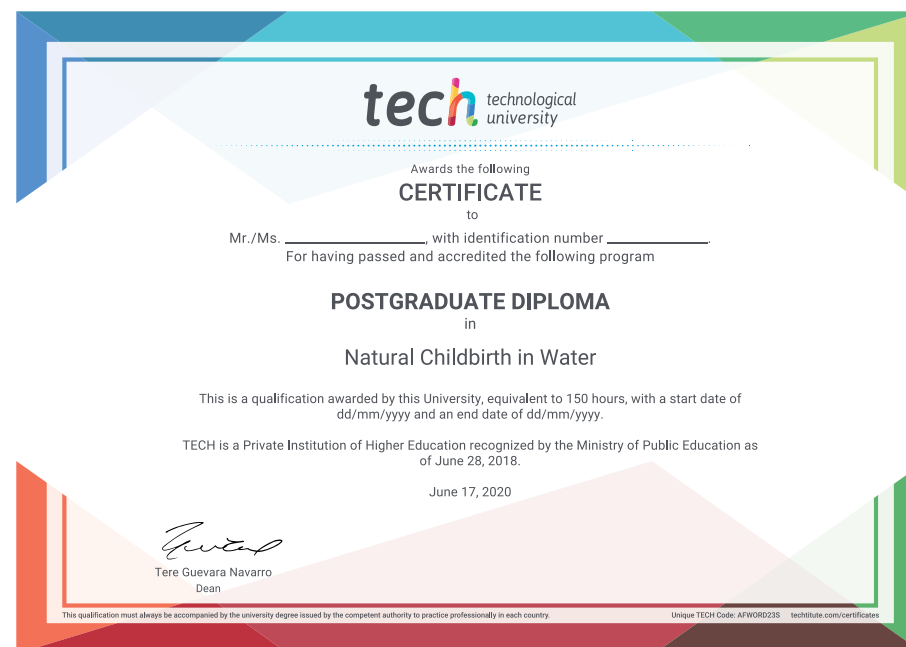 tech technological
university
Awards the following
CERTIFICATE
to
Mr./Ms. ____________, with identification number ____________.
For having passed and accredited the following program
POSTGRADUATE DIPLOMA
in
Natural Childbirth in Water
This is a qualification awarded by this University, equivalent to 150 hours, with a start date of
dd/mm/yyyy and an end date of dd/mm/yyyy.
TECH is a Private Institution of Higher Education recognized by the Ministry of Public Education as
of June 28, 2018.
June 17, 2020
Tere Guevara Navarro
Dean
This qualification must always be accompanied by the university degree issued by the competent authority to practice professionally in each country.
Unique TECH Code: AFWORD23S techtitute.com/certificates